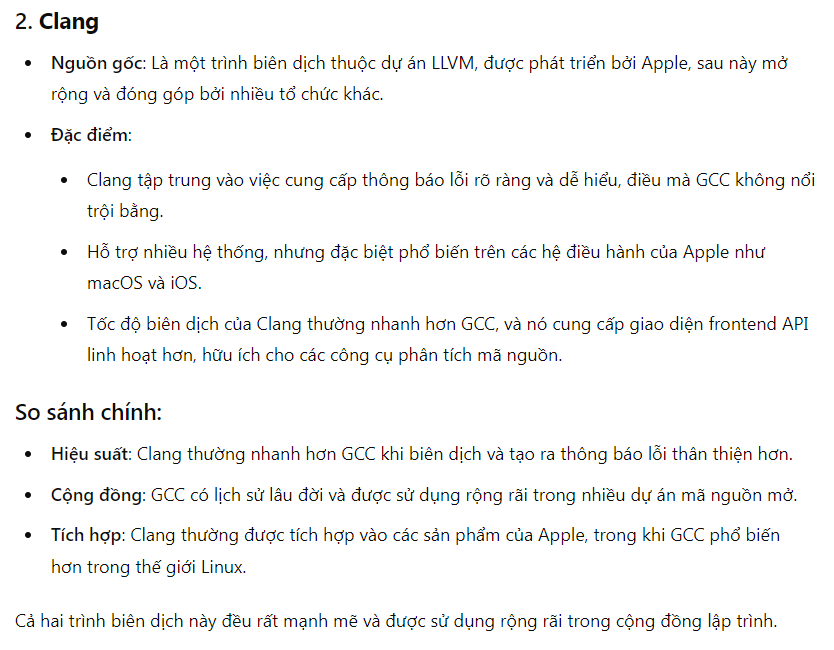 2. Clang
• Nguồn gốc: Là một trình biên dịch thuộc dự án LLVM, được phát triển bởi Apple, sau này mở
rộng và đóng góp bởi nhiều tổ chức khác.
• Đặc điểm:
• Clang tập trung vào việc cung cấp thông báo lỗi rõ ràng và dễ hiểu, điều mà GCC không nổi
trội bằng.
• Hỗ trợ nhiều hệ thống, nhưng đặc biệt phổ biến trên các hệ điều hành của Apple như
macOS và iOS.
• Tốc độ biên dịch của Clang thường nhanh hơn GCC, và nó cung cấp giao diện frontend API
linh hoạt hơn, hữu ích cho các công cụ phân tích mã nguồn.
So sánh chính:
• Hiệu suất: Clang thường nhanh hơn GCC khi biên dịch và tạo ra thông báo lỗi thân thiện hơn.
• Cộng đồng: GCC có lịch sử lâu đời và được sử dụng rộng rãi trong nhiều dự án mã nguồn mở.
• Tích hợp: Clang thường được tích hợp vào các sản phẩm của Apple, trong khi GCC phổ biến
hơn trong thế giới Linux.
Cả hai trình biên dịch này đều rất mạnh mẽ và được sử dụng rộng rãi trong cộng đồng lập trình.